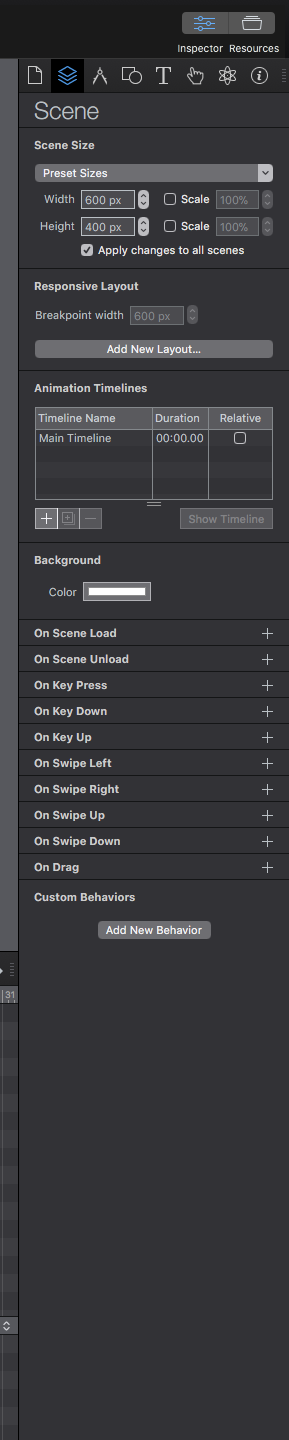 Inspector Resources
Scene
Scene Size
Preset Sizes
Width 600 px Scale 100%
Height 400 px Scale 100%
Apply changes to all scenes
Responsive Layout
Breakpoint width 600 px
Add New Layout...
Animation Timelines
Timeline Name Duration Relative
Main Timeline 00:00.00
Show Timeline
Background
Color
On Scene Load
On Scene Unload
On Key Press
On Key Down
On Key Up
On Swipe Left
On Swipe Right
On Swipe Up
On Swipe Down
On Drag
Custom Behaviors
Add New Behavior
31